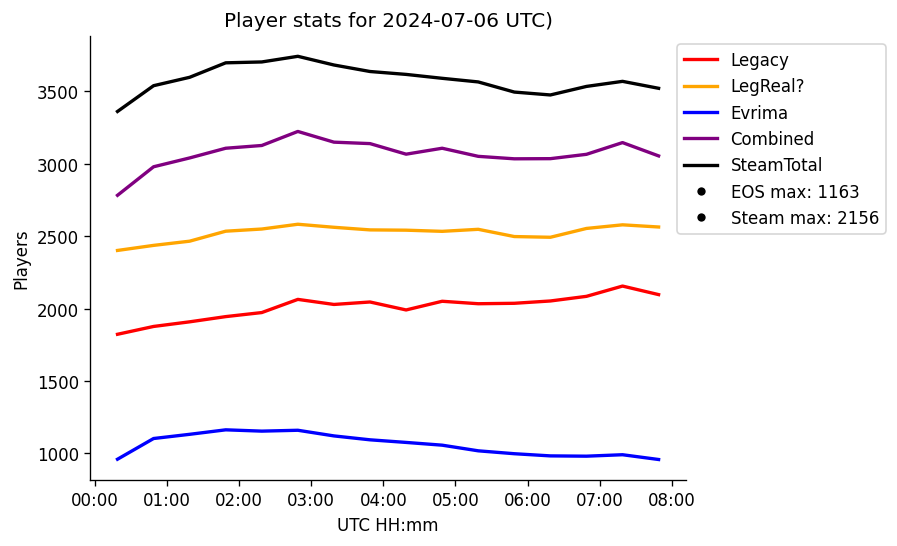 Player stats for 2024-07-06 UTC)
Legacy
LegReal?
Evrima
Combined
SteamTotal
EOS max: 1163
Steam max: 2156
Players
3500
3000
2500
2000
1500
1000
00:00 01:00 02:00 03:00 04:00 05:00 06:00 07:00 08:00
UTC HH:mm